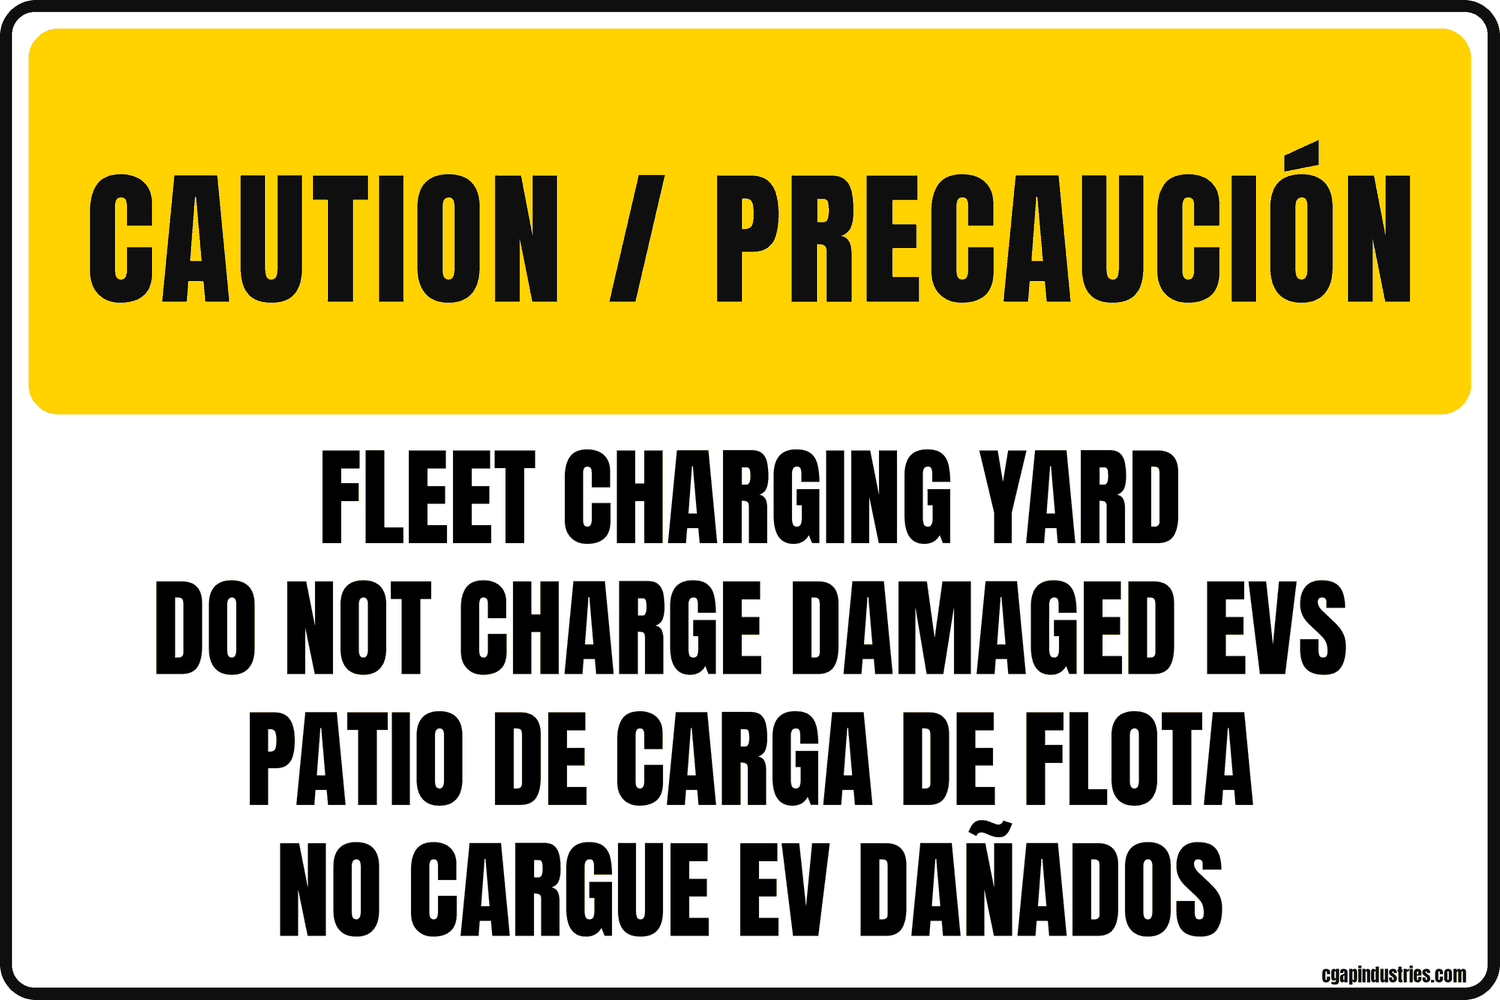 CAUTION / PRECAUCIÓN
FLEET CHARGING YARD
DO NOT CHARGE DAMAGED EVS
PATIO DE CARGA DE FLOTA
NO CARGUE EV DAÑADOS
cgapindustries.com